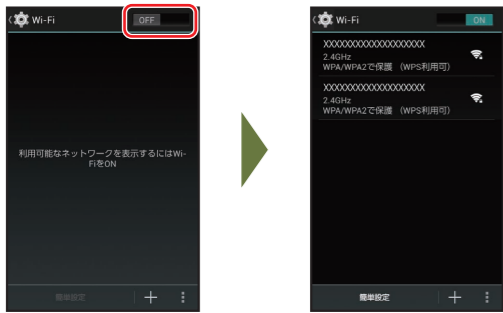 Wi-Fi
OFF
利用可能なネットワークを表示するにはWi-
FiをON
簡単設定
Wi-Fi
ON
XXXXXXXXXXXXXXXXXXX
2.4GHz
WPA/WPA2で保護 （WPS利用可）
XXXXXXXXXXXXXXXXXXX
2.4GHz
WPA/WPA2で保護 （WPS利用可）
簡単設定